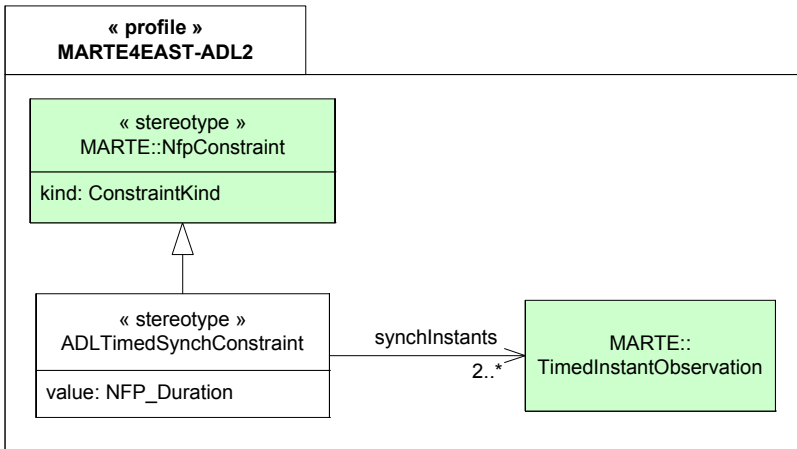 « profile »
MARTE4EAST-ADL2
« stereotype »
MARTE::NfpConstraint
kind: ConstraintKind
« stereotype »
ADLTimedSynchConstraint
value: NFP_Duration
synchInstants
2..*
MARTE::
TimedInstantObservation